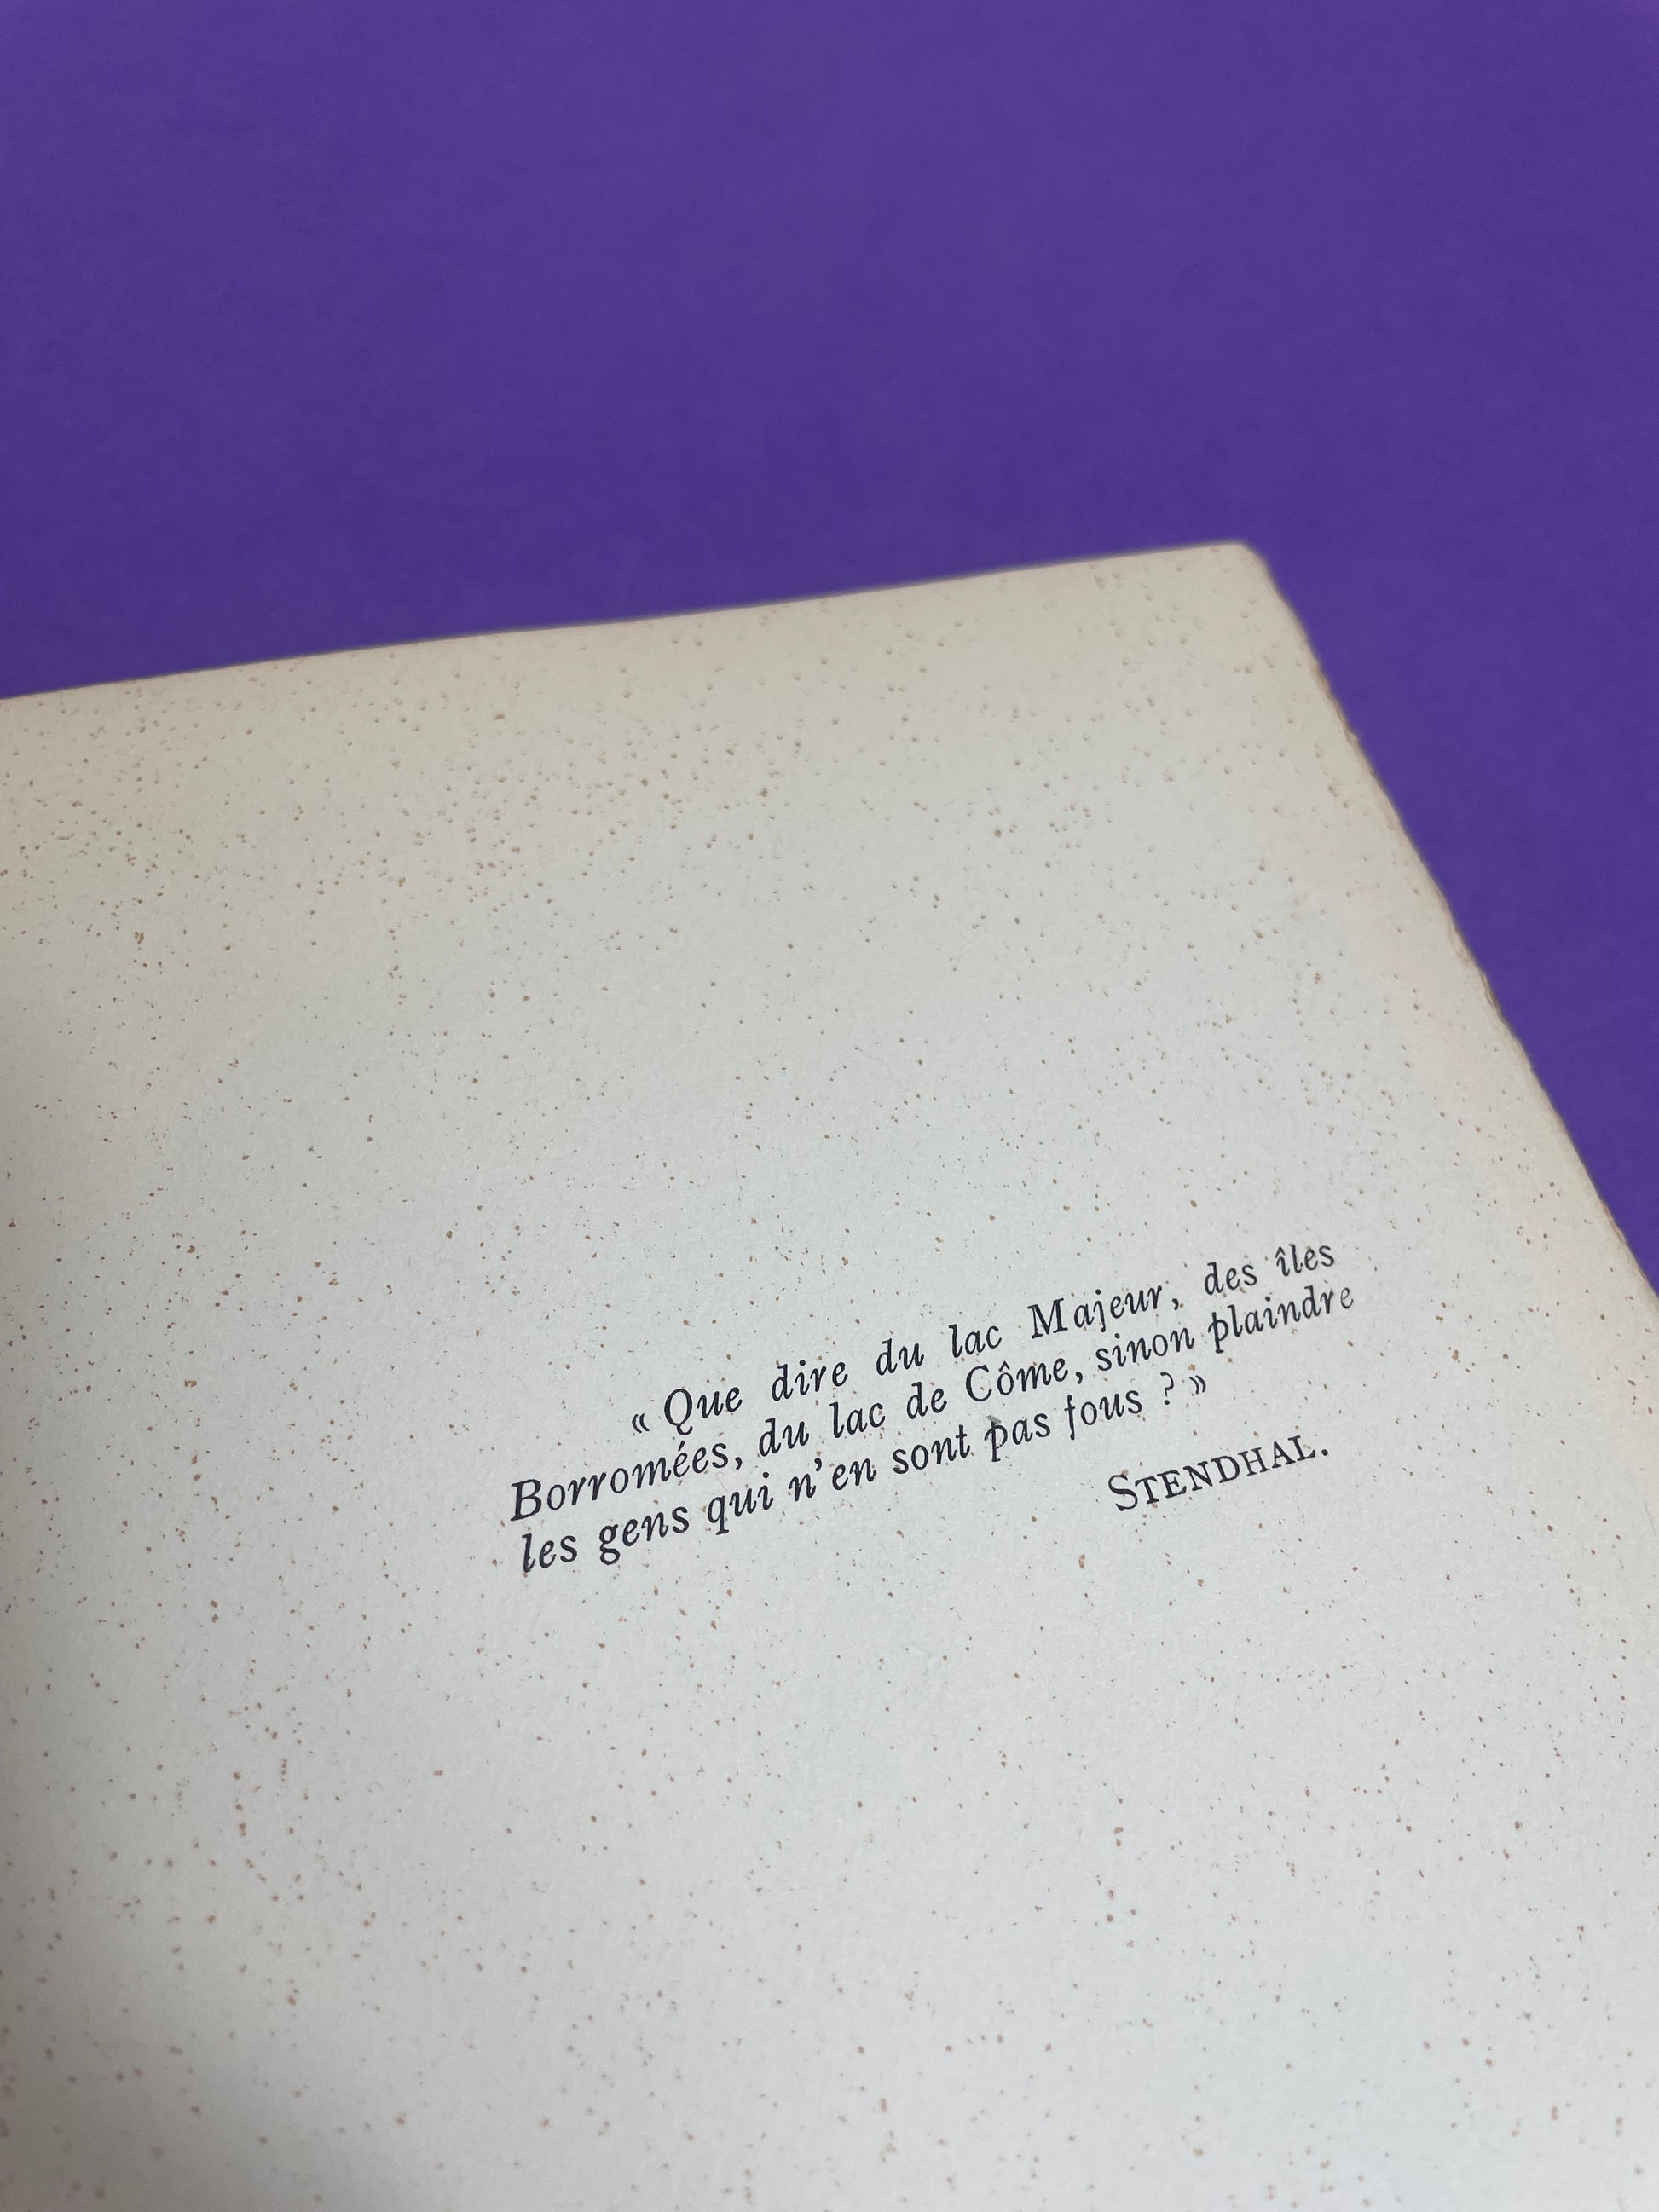 « Que dire du lac Majeur, des îles
Borromées, du lac de Côme, sinon plaindre
les gens qui n'en sont pas fous ? »
STENDHAL.